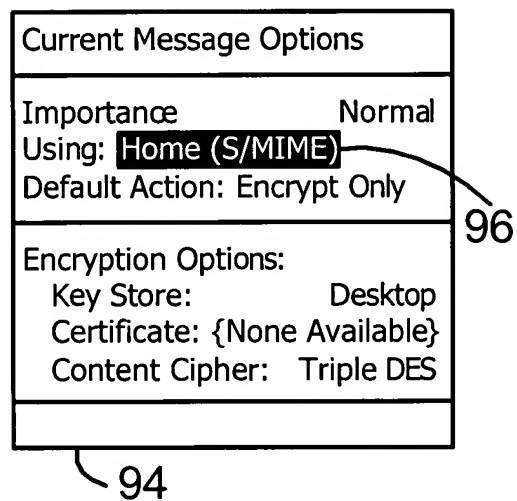 Current Message Options
Importance Normal
Using: Home (S/MIME)
Default Action: Encrypt Only
96
Encryption Options:
Key Store: Desktop
Certificate: {None Available}
Content Cipher: Triple DES
94